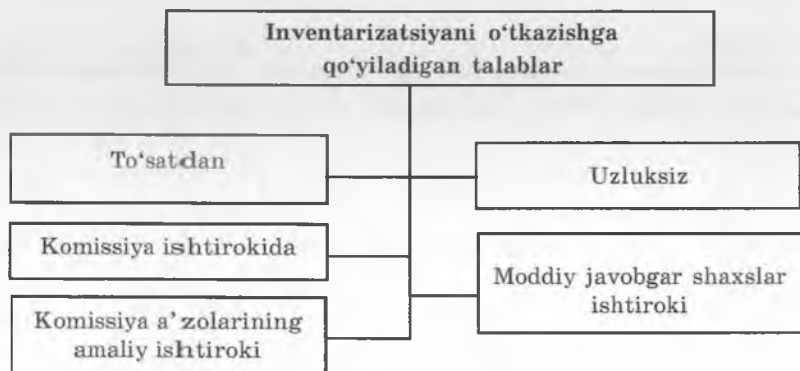 Inventarizatsiyani o‘tkazishga
qo‘yiladigan talablar
To‘satdan
Uzluksiz
Komissiya ishtirokida
Moddiy javobgar shaxslar
ishtiroki
Komissiya a’zolarining
amaliy ishtiroki